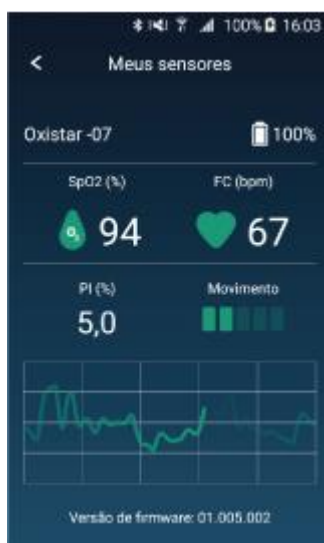 100% 16:03
Meus sensores
Oxistar -07 100%
SpO2 (%) FC (bpm)
O₂ 94 67
PI (%) Movimento
5,0
Versão de firmware: 01.005.002